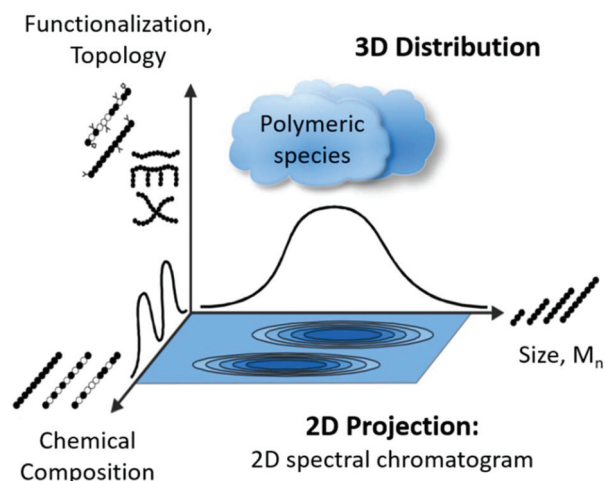 Functionalization,
Topology
3D Distribution
Polymeric
species
Size, Mn
Chemical
Composition
2D Projection:
2D spectral chromatogram